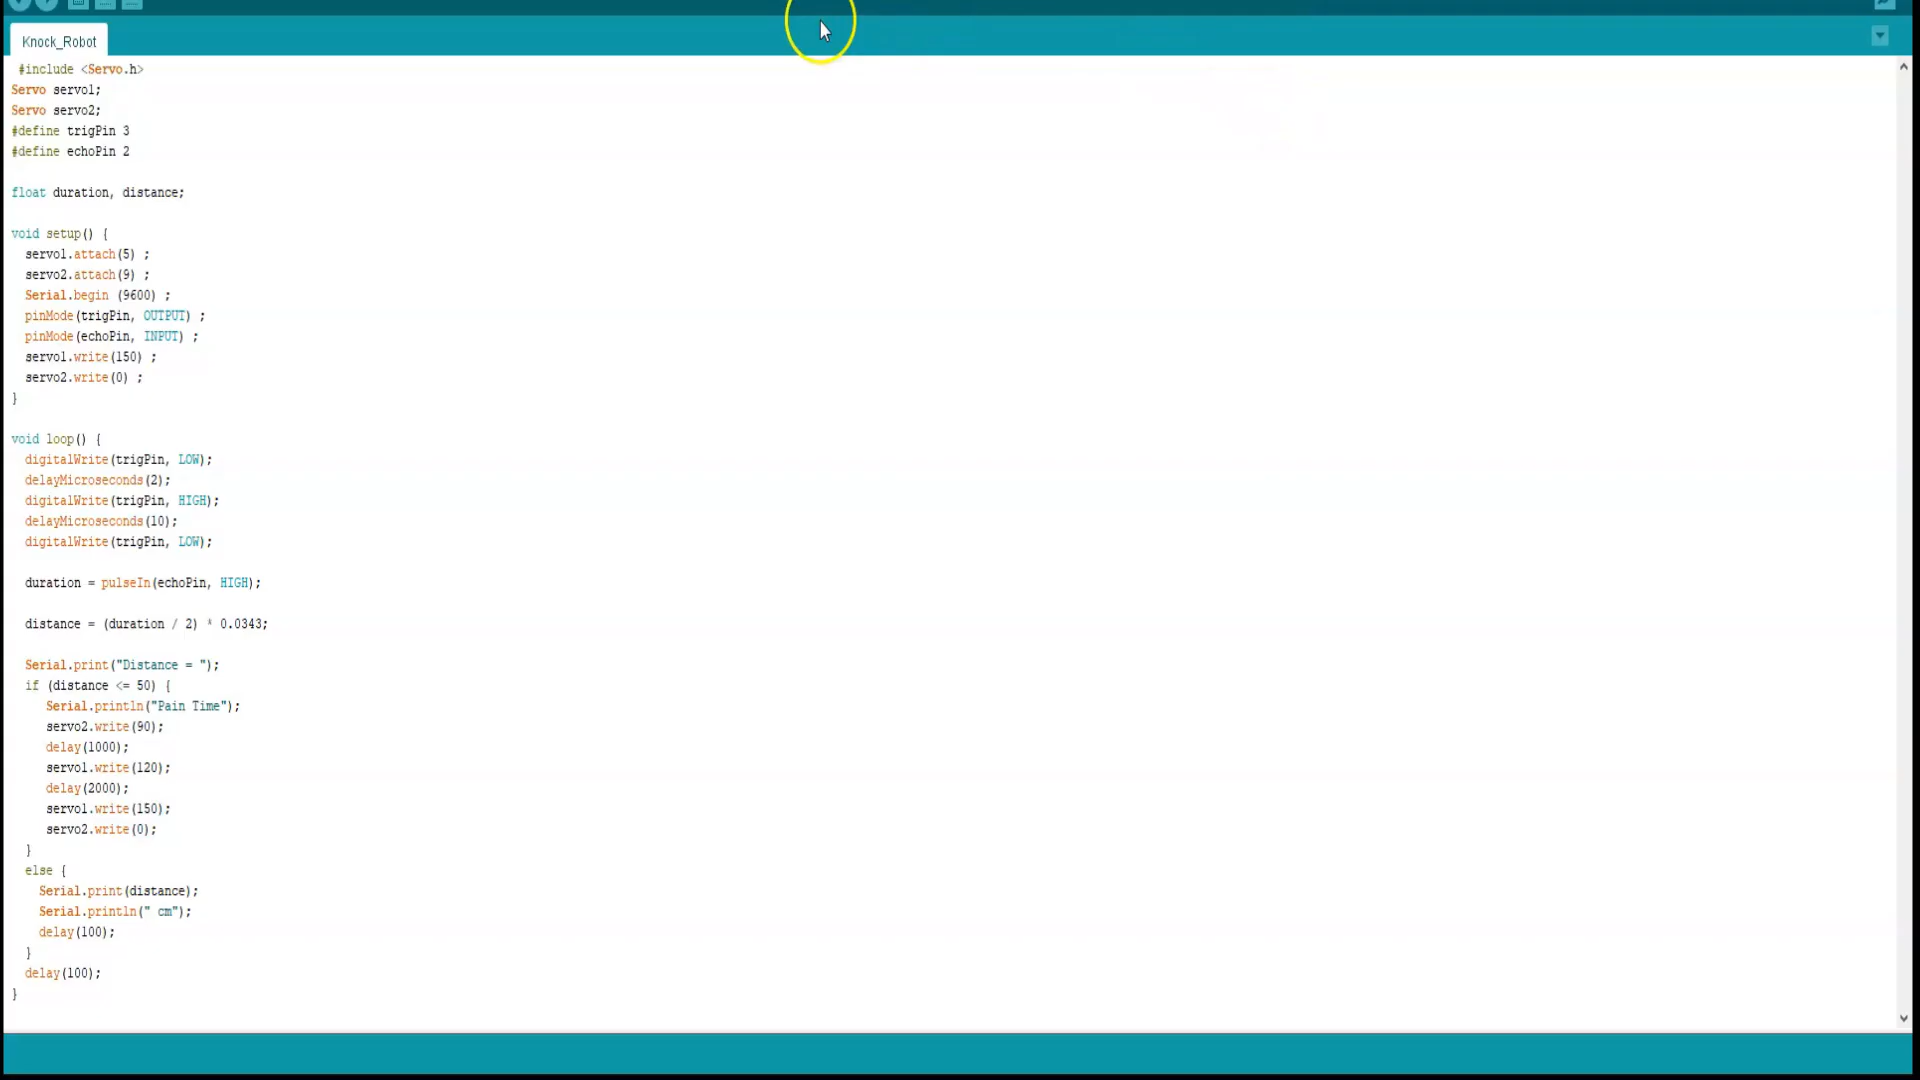 Knock_Robot
#include <Servo.h>
Servo servo1;
Servo servo2;
#define trigPin 3
#define echoPin 2
float duration, distance;
void setup() {
servo1.attach(5) ;
servo2.attach(9) ;
Serial.begin (9600) ;
pinMode(trigPin, OUTPUT) ;
pinMode(echoPin, INPUT) ;
servo1.write(150) ;
servo2.write(0) ;
}
void loop() {
digitalWrite(trigPin, LOW);
delayMicroseconds(2);
digitalWrite(trigPin, HIGH);
delayMicroseconds(10);
digitalWrite(trigPin, LOW);
duration = pulseIn(echoPin, HIGH);
distance = (duration / 2) * 0.0343;
Serial.print("Distance = ");
if (distance <= 50) {
Serial.println("Pain Time");
servo2.write(90);
delay(1000);
servo1.write(120);
delay(2000);
servo1.write(150);
servo2.write(0);
}
else {
Serial.print(distance);
Serial.println(" cm");
delay(100);
}
delay(100);
}